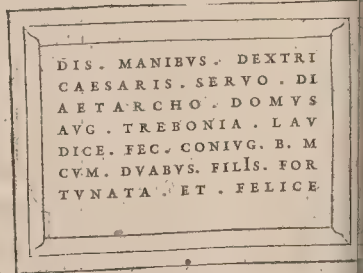 DIS. MANIBVS. DEXTRI
CAESARIS. SERVO. DI
AETARCHO. DOMVS
AVG. TREBONIA. LAV
DICE. FEC. CONIVG. B. M
CVM. DVABVS. FILIS. FOR
TVNATA. ET. FELICE